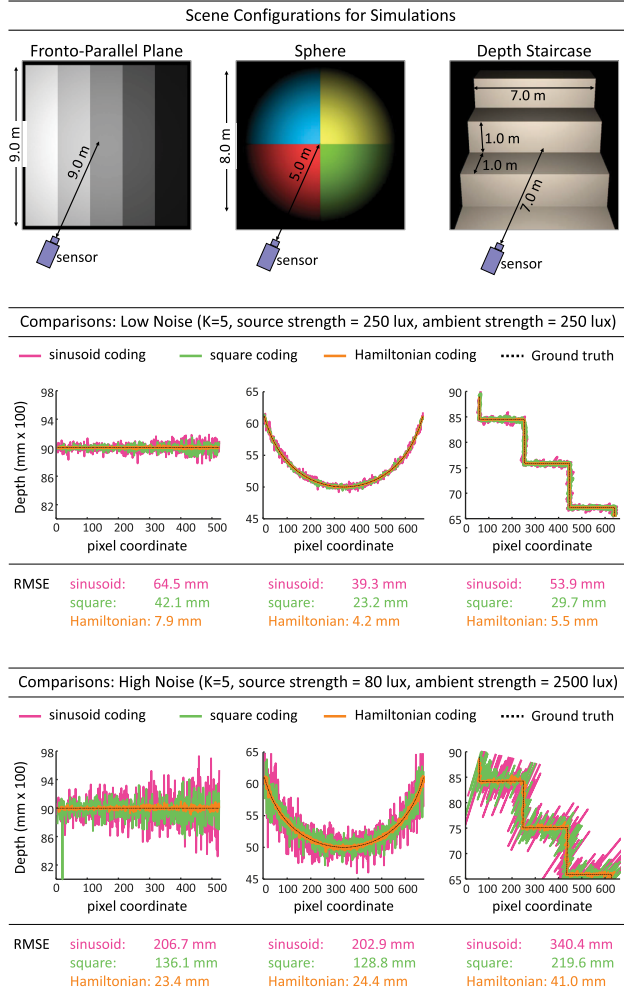 Scene Configurations for Simulations
Fronto-Parallel Plane
Sphere
Depth Staircase
9.0 m
9.0 m
sensor
8.0 m
5.0 m
sensor
7.0 m
1.0 m
1.0 m
7.0 m
sensor
Comparisons: Low Noise (K=5, source strength = 250 lux, ambient strength = 250 lux)
sinusoid coding square coding Hamiltonian coding Ground truth
Depth (mm x 100)
98
94
90
86
82
0 100 200 300 400 500
pixel coordinate
65
60
55
50
45
0 200 400 600
pixel coordinate
90
85
80
75
70
65
0 100 200 300 400 500 600
pixel coordinate
RMSE sinusoid: 64.5 mm sinusoid: 39.3 mm sinusoid: 53.9 mm
square: 42.1 mm square: 23.2 mm square: 29.7 mm
Hamiltonian: 7.9 mm Hamiltonian: 4.2 mm Hamiltonian: 5.5 mm
Comparisons: High Noise (K=5, source strength = 80 lux, ambient strength = 2500 lux)
sinusoid coding square coding Hamiltonian coding Ground truth
Depth (mm x 100)
98
94
90
86
82
0 100 200 300 400 500
pixel coordinate
65
60
55
50
45
0 200 400 600
pixel coordinate
90
85
80
75
70
65
0 100 200 300 400 500 600
pixel coordinate
RMSE sinusoid: 206.7 mm sinusoid: 202.9 mm sinusoid: 340.4 mm
square: 136.1 mm square: 128.8 mm square: 219.6 mm
Hamiltonian: 23.4 mm Hamiltonian: 24.4 mm Hamiltonian: 41.0 mm